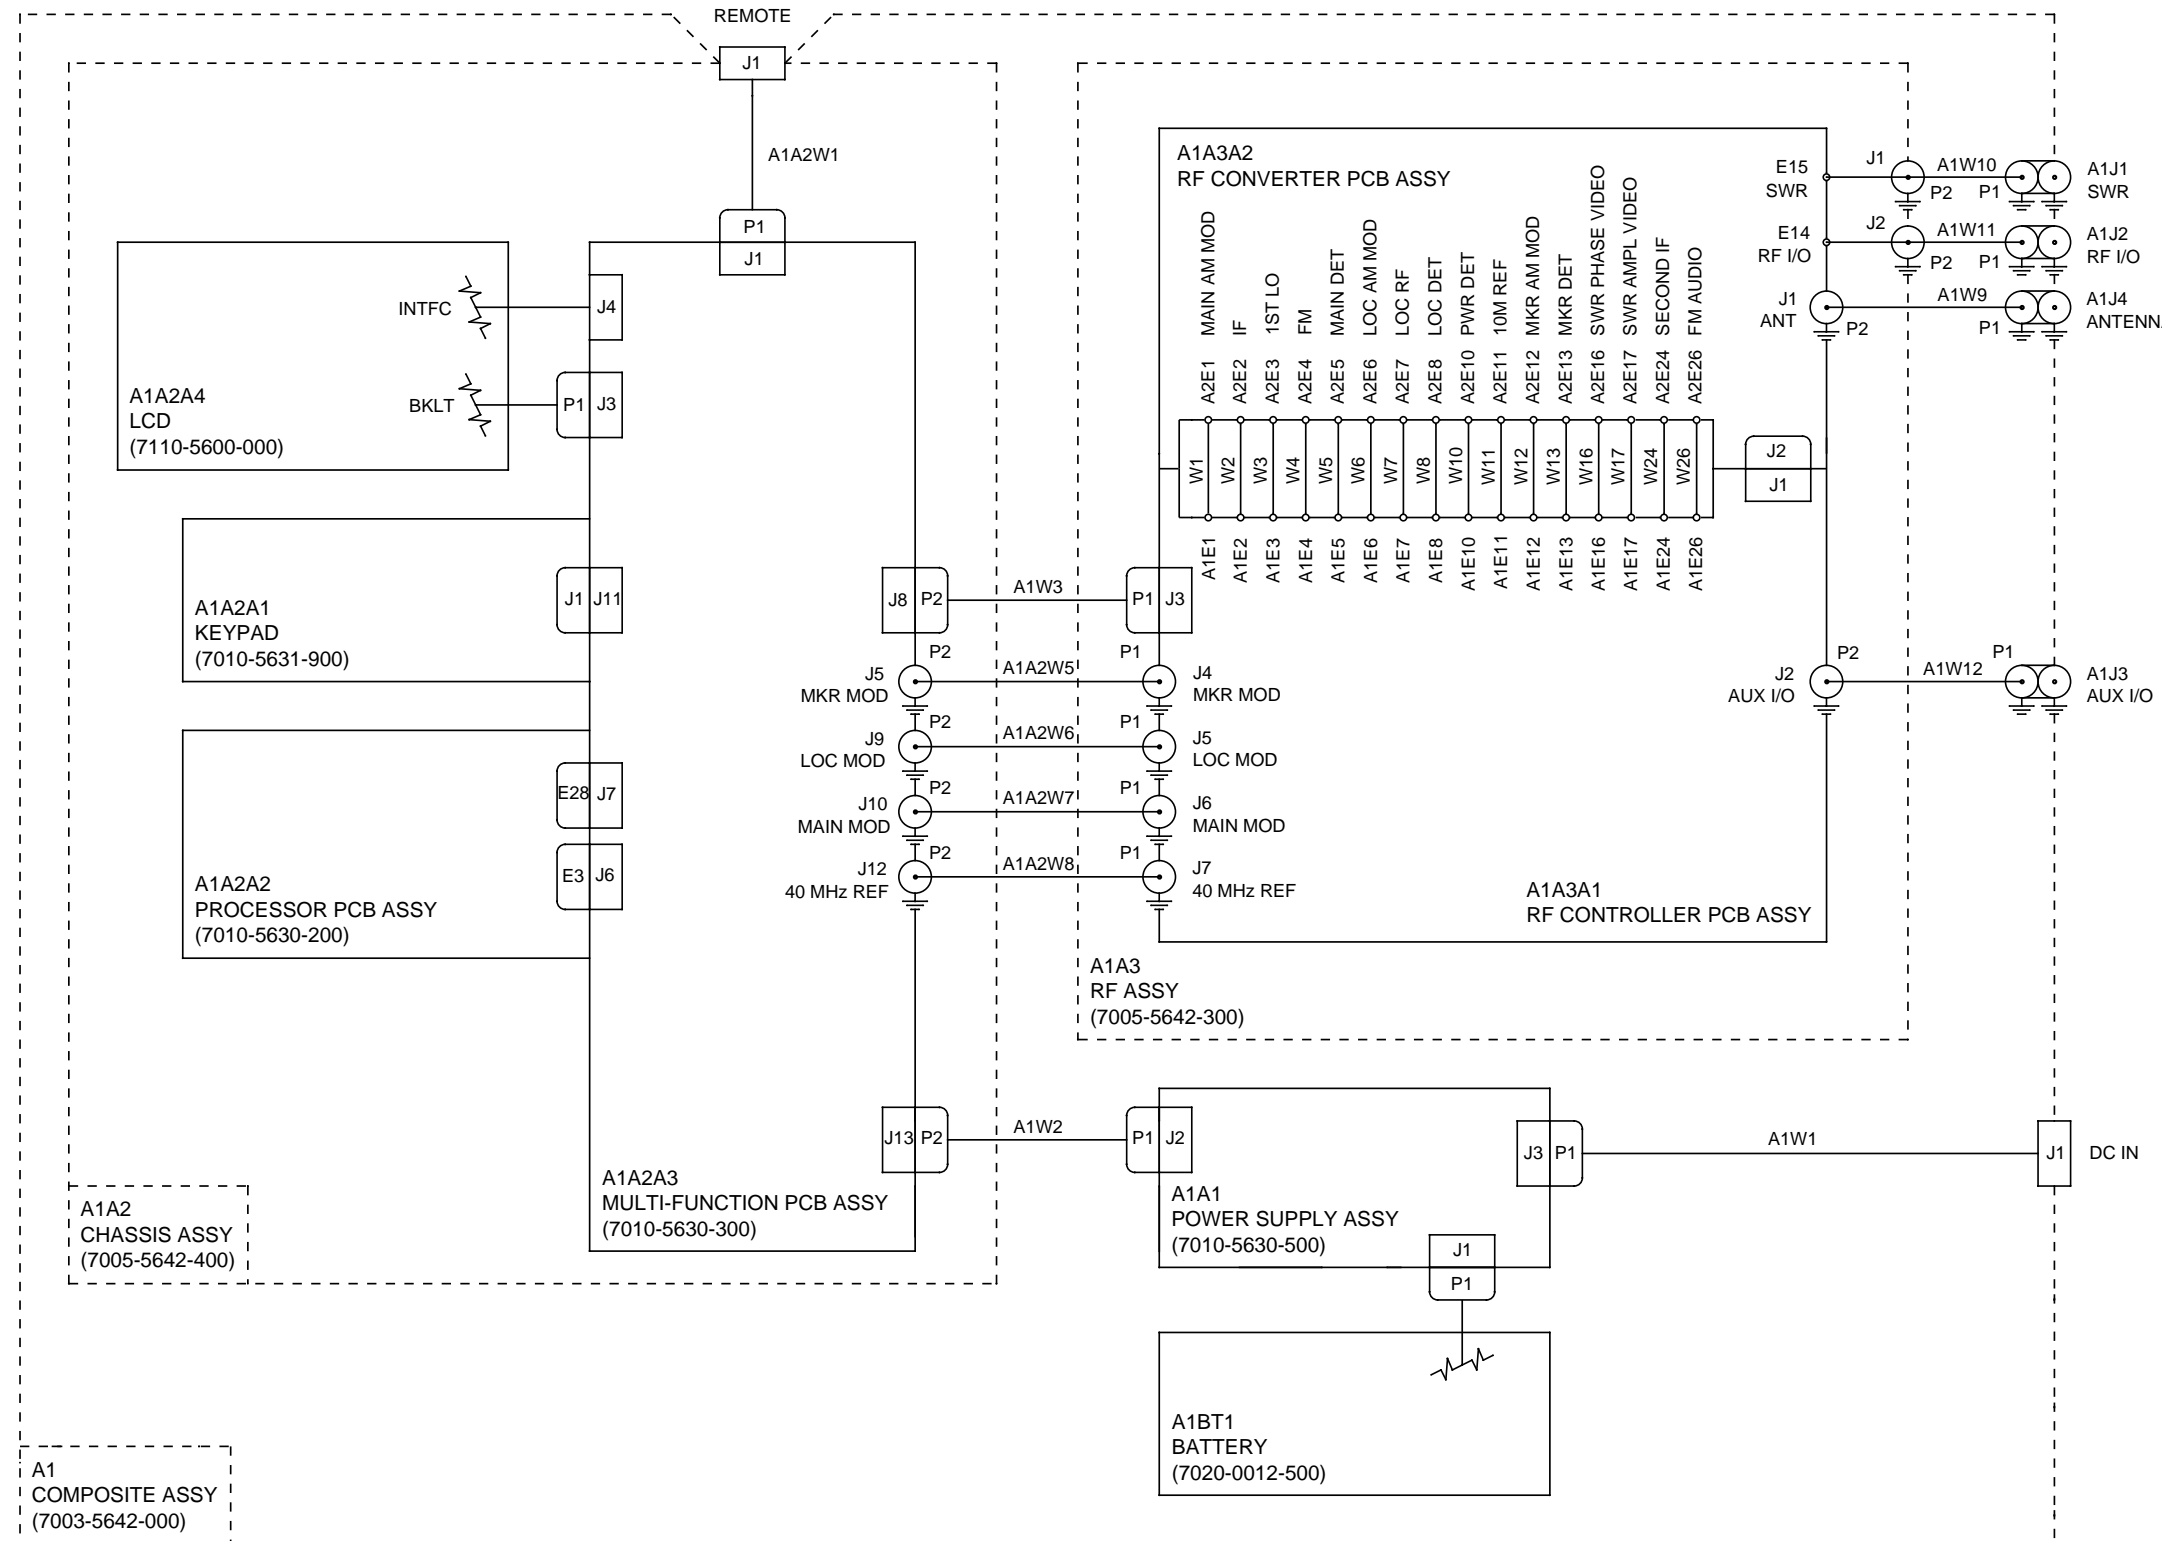 REMOTE
J1
A1A2W1
P1
J1
INTFC
J4
BKLT
P1
J3
A1A2A4
LCD
(7110-5600-000)
A1A2A1
KEYPAD
(7010-5631-900)
J1
J11
A1A2A2
PROCESSOR PCB ASSY
(7010-5630-200)
E28
J7
E3
J6
J8
P2
A1W3
P1
J3
J5
MKR MOD
P2
A1A2W5
P1
J4
MKR MOD
J9
LOC MOD
P2
A1A2W6
P1
J5
LOC MOD
J10
MAIN MOD
P2
A1A2W7
P1
J6
MAIN MOD
J12
40 MHz REF
P2
A1A2W8
P1
J7
40 MHz REF
J13
P2
A1W2
P1
J2
A1A2A3
MULTI-FUNCTION PCB ASSY
(7010-5630-300)
A1A2
CHASSIS ASSY
(7005-5642-400)
A1
COMPOSITE ASSY
(7003-5642-000)
A1A3A2
RF CONVERTER PCB ASSY
A2E1 MAIN AM MOD
A2E2 IF
A2E3 1ST LO
A2E4 FM
A2E5 MAIN DET
A2E6 LOC AM MOD
A2E7 LOC RF
A2E8 LOC DET
A2E10 PWR DET
A2E11 10M REF
A2E12 MKR AM MOD
A2E13 MKR DET
A2E16 SWR PHASE VIDEO
A2E17 SWR AMPL VIDEO
A2E24 SECOND IF
A2E26 FM AUDIO
W1
W2
W3
W4
W5
W6
W7
W8
W10
W11
W12
W13
W16
W17
W24
W26
A1E1
A1E2
A1E3
A1E4
A1E5
A1E6
A1E7
A1E8
A1E10
A1E11
A1E12
A1E13
A1E16
A1E17
A1E24
A1E26
J2
J1
E15
SWR
J1
P2
A1W10
P1
A1J1
SWR
E14
RF I/O
J2
P2
A1W11
P1
A1J2
RF I/O
J1
ANT
P2
A1W9
P1
A1J4
ANTENN
J2
AUX I/O
P2
A1W12
P1
A1J3
AUX I/O
A1A3A1
RF CONTROLLER PCB ASSY
A1A3
RF ASSY
(7005-5642-300)
J3
P1
A1W1
J1
DC IN
A1A1
POWER SUPPLY ASSY
(7010-5630-500)
J1
P1
A1BT1
BATTERY
(7020-0012-500)